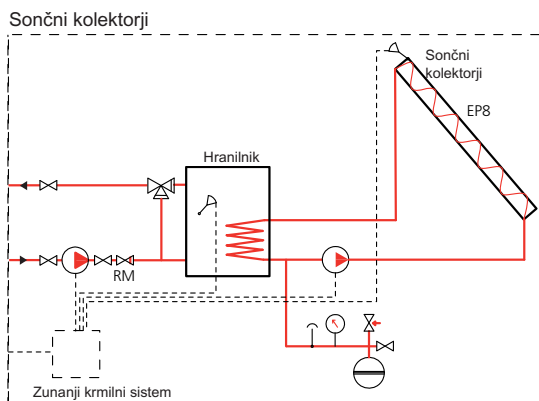 Sončni kolektorji
Sončni
kolektorji
EP8
Hranilnik
RM
Zunanji krmilni sistem